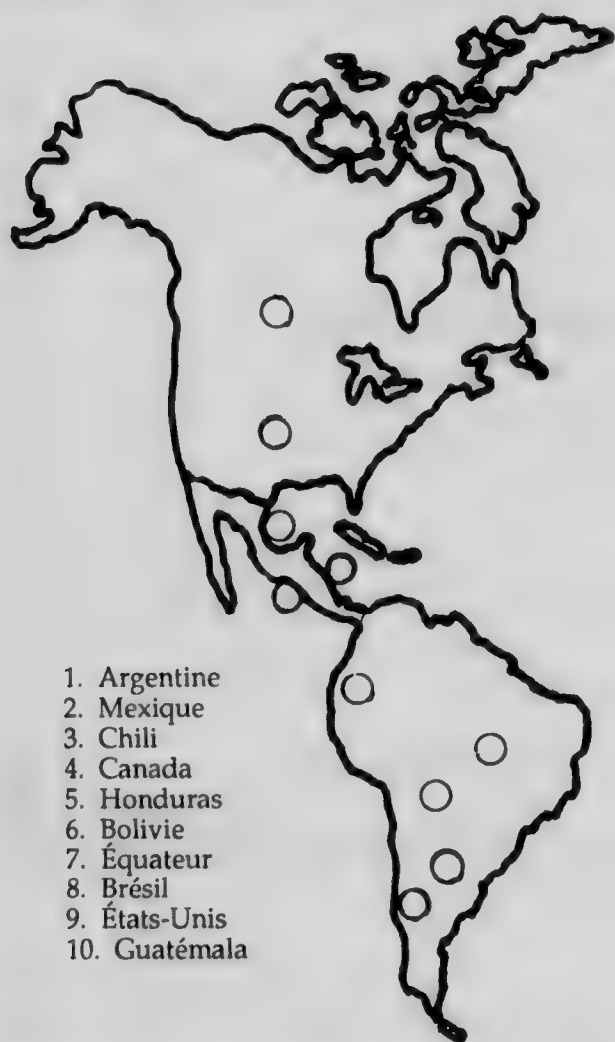 1. Argentine
2. Mexique
3. Chili
4. Canada
5. Honduras
6. Bolivie
7. Équateur
8. Brésil
9. États-Unis
10. Guatémala